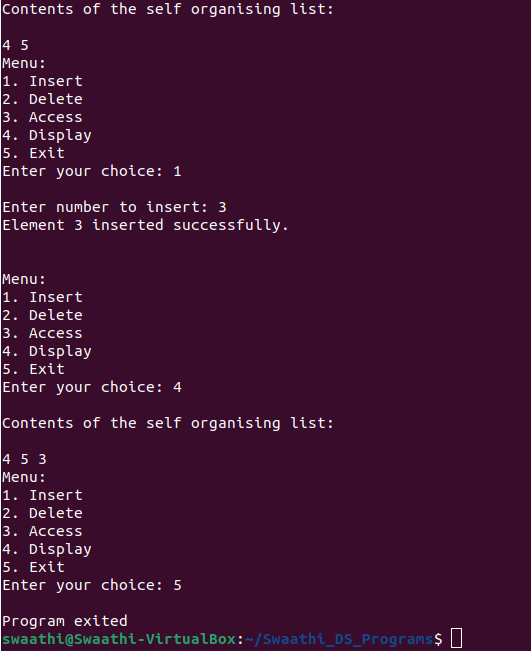 Contents of the self organising list:
4 5
Menu:
1. Insert
2. Delete
3. Access
4. Display
5. Exit
Enter your choice: 1
Enter number to insert: 3
Element 3 inserted successfully.
Menu:
1. Insert
2. Delete
3. Access
4. Display
5. Exit
Enter your choice: 4
Contents of the self organising list:
4 5 3
Menu:
1. Insert
2. Delete
3. Access
4. Display
5. Exit
Enter your choice: 5
Program exited
swaathi@Swaathi-VirtualBox:~/Swaathi_DS_Programs$